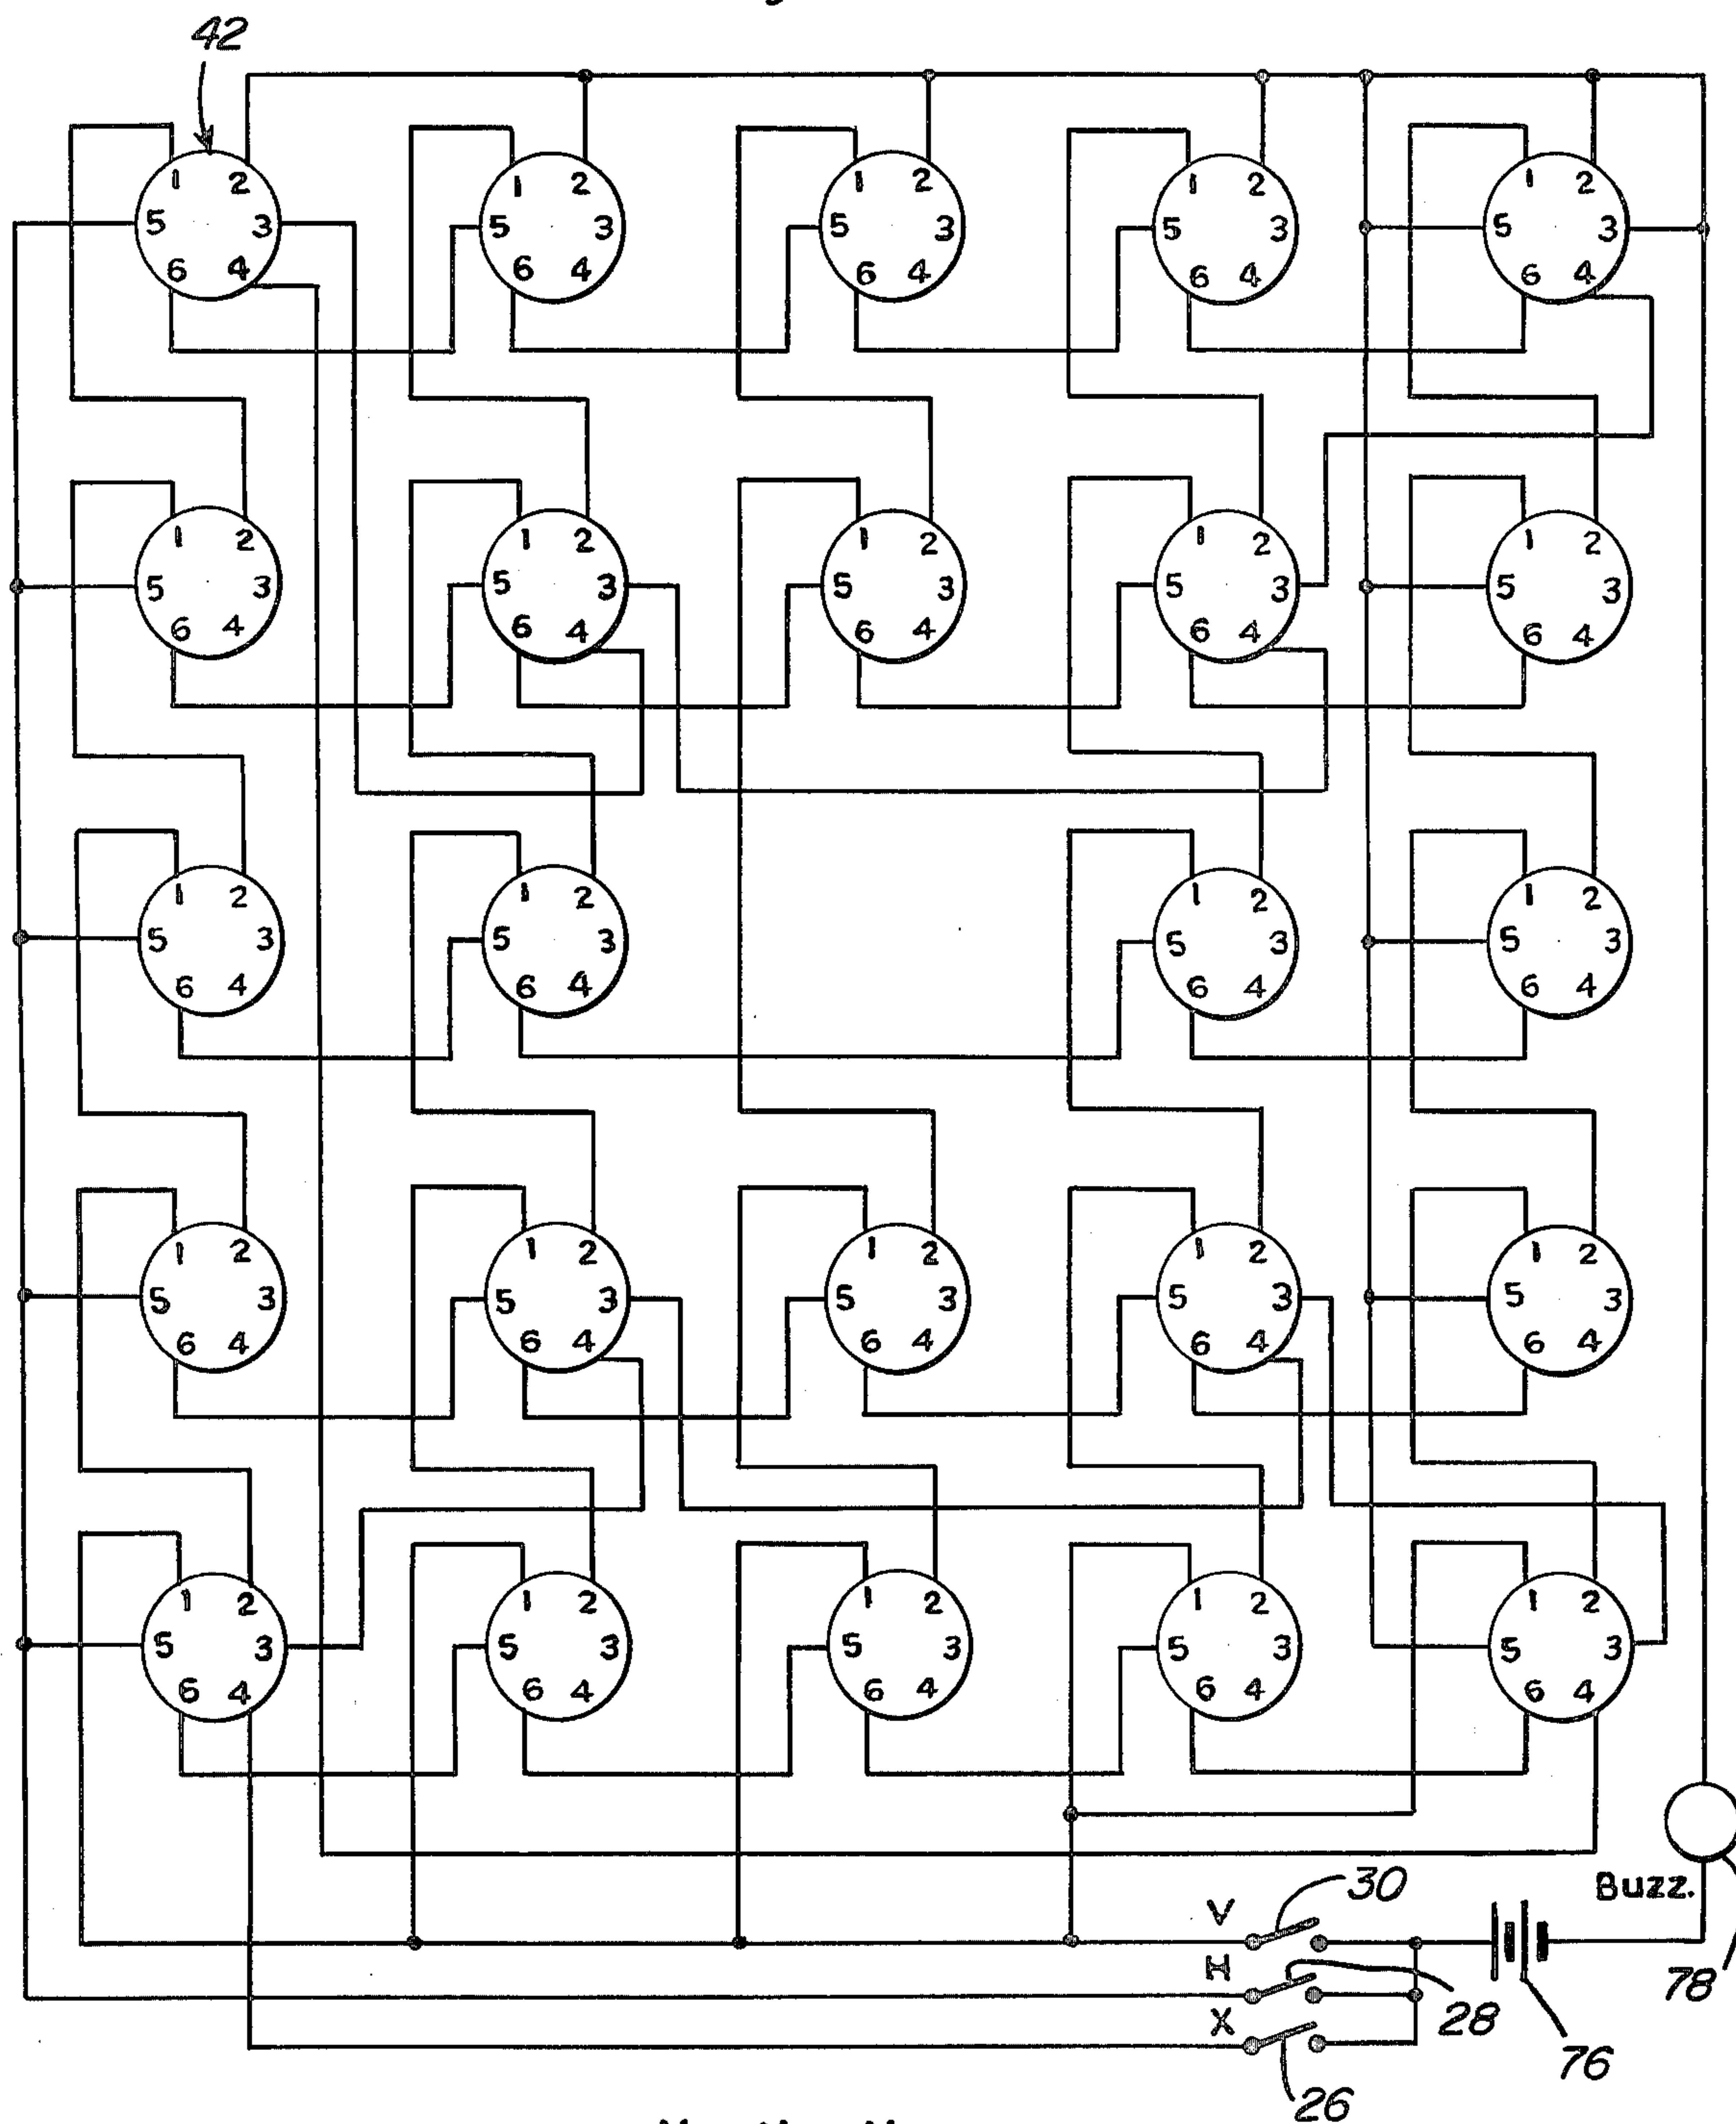 42
1 2 1 2 1 2 1 2 1 2
5 3 5 3 5 3 5 3 5 3
6 4 6 4 6 4 6 4 6 4
1 2 1 2 1 2 1 2 1 2
5 3 5 3 5 3 5 3 5 3
6 4 6 4 6 4 6 4 6 4
1 2 1 2 1 2 1 2
5 3 5 3 5 3 5 3
6 4 6 4 6 4 6 4
1 2 1 2 1 2 1 2 1 2
5 3 5 3 5 3 5 3 5 3
6 4 6 4 6 4 6 4 6 4
1 2 1 2 1 2 1 2 1 2
5 3 5 3 5 3 5 3 5 3
6 4 6 4 6 4 6 4 6 4
30
Buzz.
V
H
78
28
X
76
26